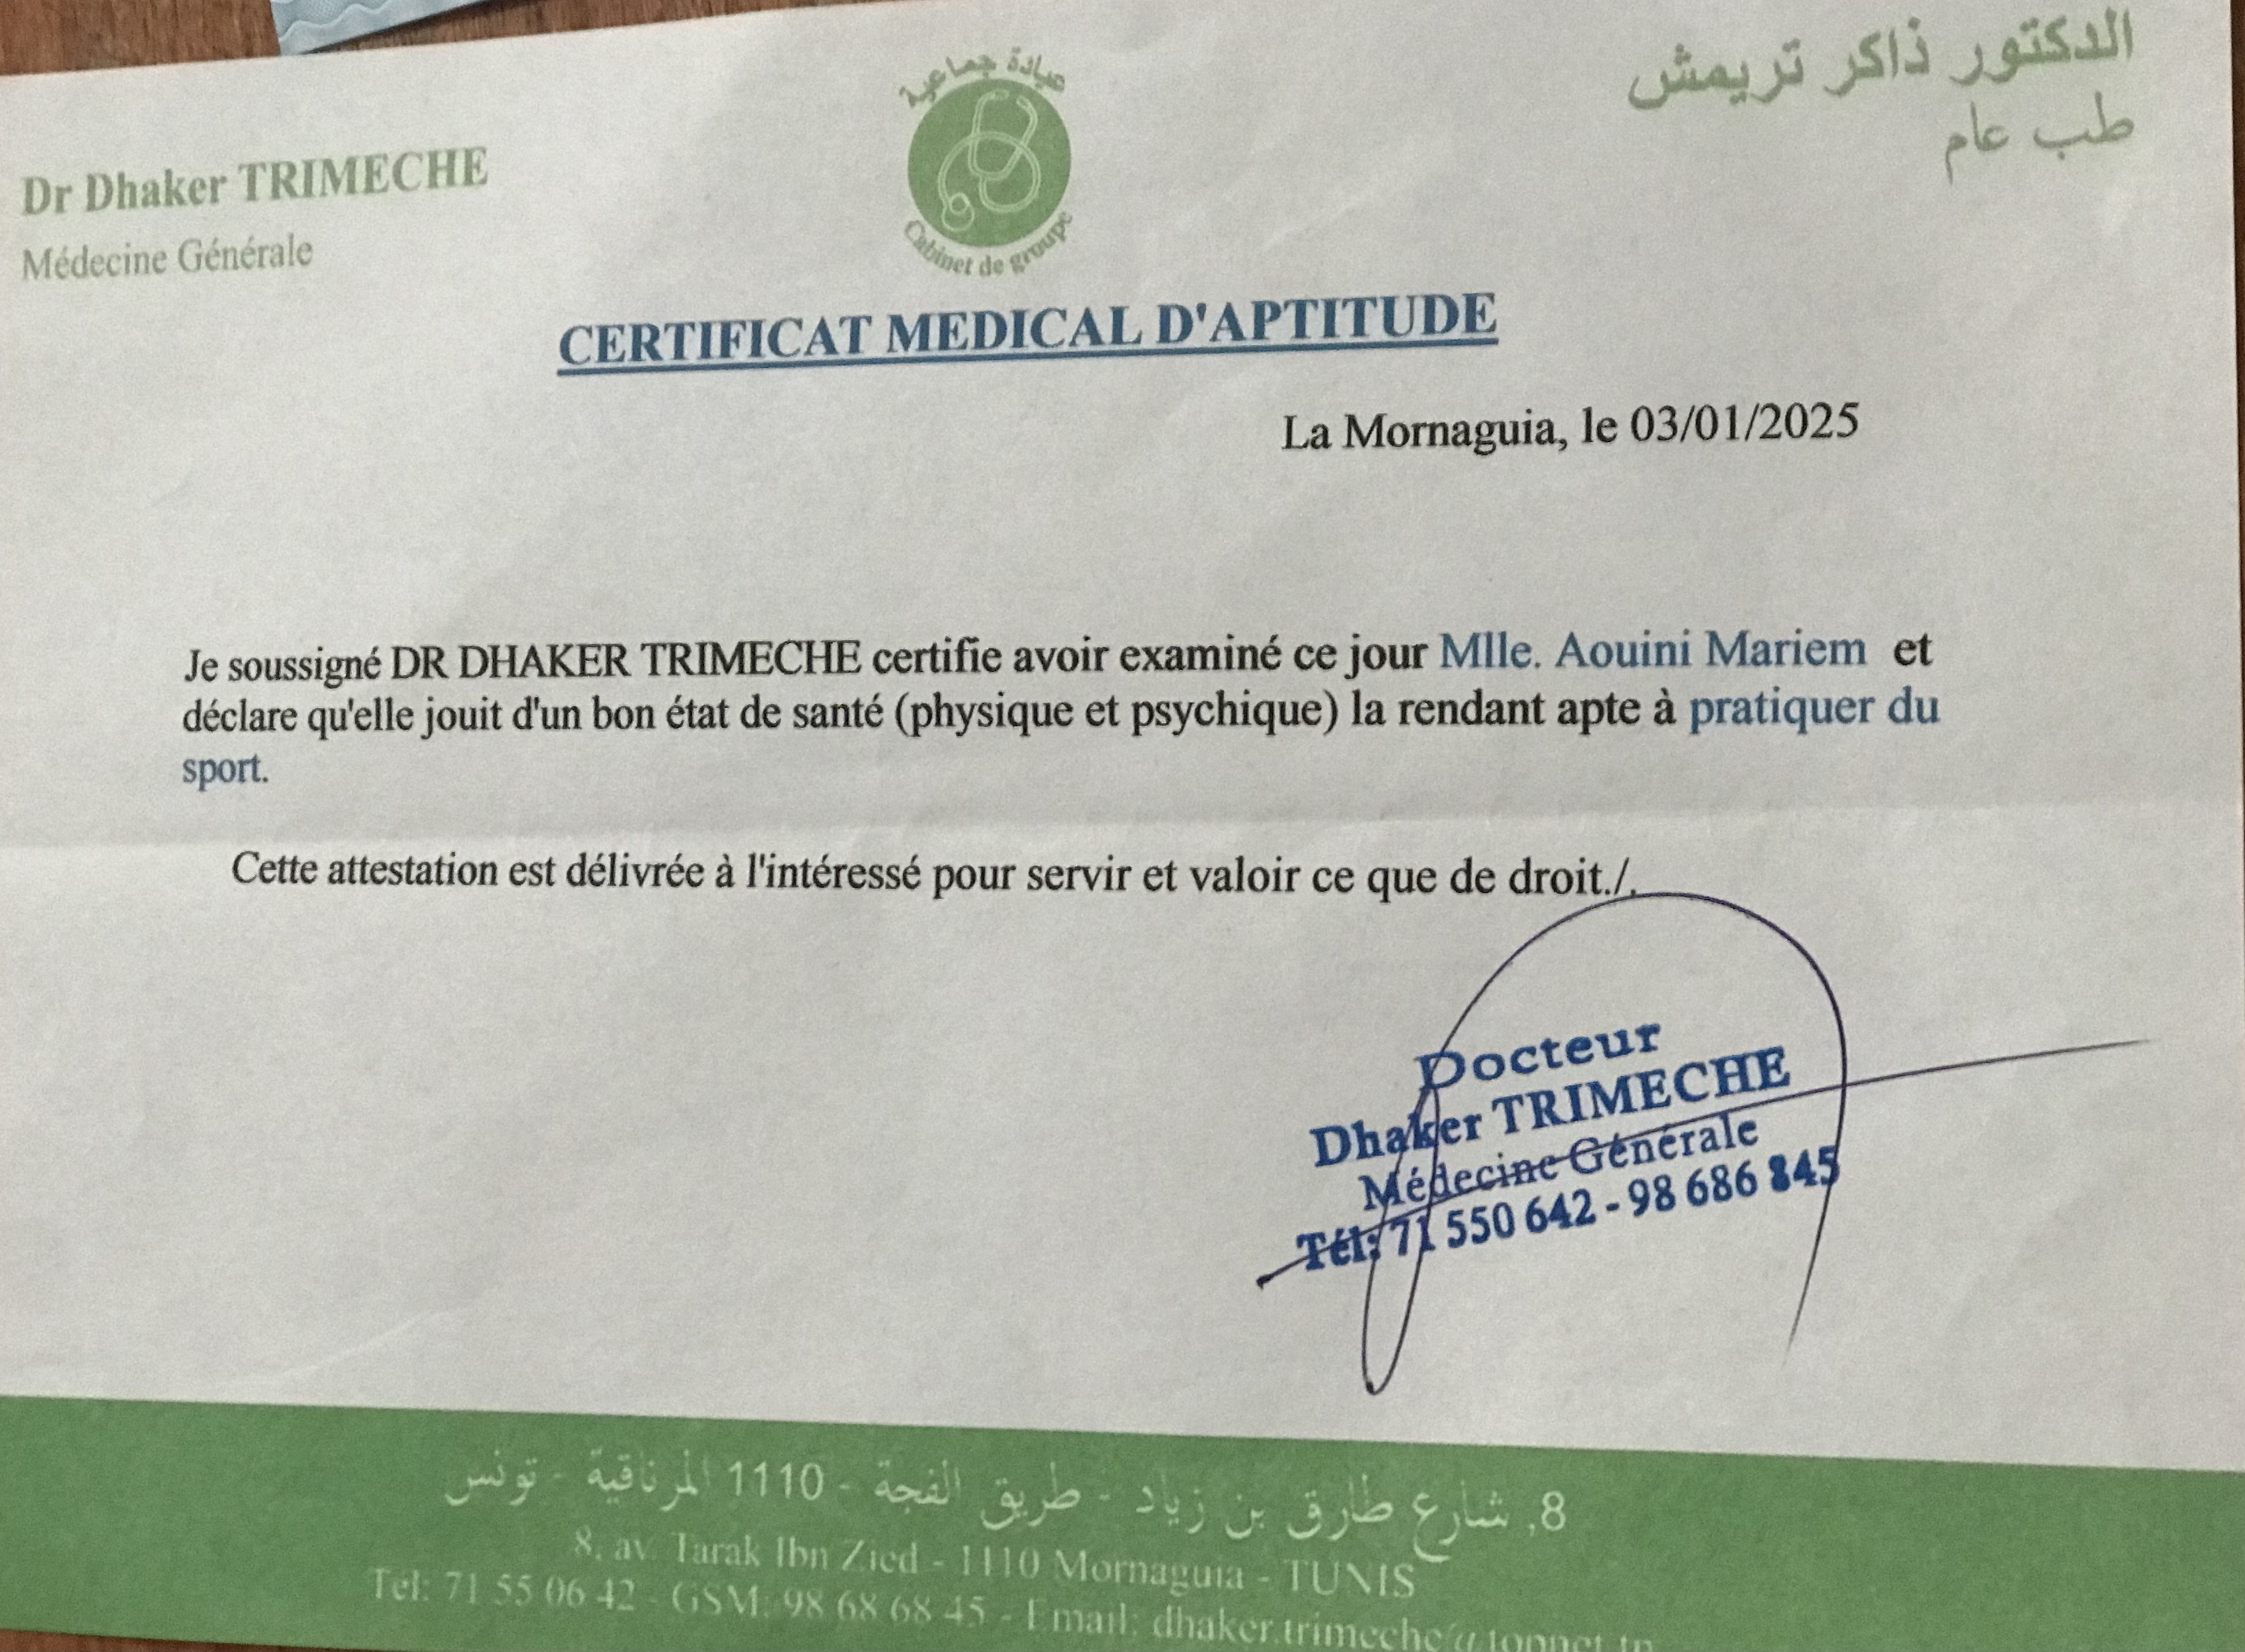 الدكتور ذاكر تريمش
طب عام
عيادة جماعية
Cabinet de groupe
Dr Dhaker TRIMECHE
Médecine Générale
CERTIFICAT MEDICAL D'APTITUDE
La Mornaguia, le 03/01/2025
Je soussigné DR DHAKER TRIMECHE certifie avoir examiné ce jour Mlle. Aouini Mariem et
déclare qu'elle jouit d'un bon état de santé (physique et psychique) la rendant apte à pratiquer du
sport.
Cette attestation est délivrée à l'intéressé pour servir et valoir ce que de droit./.
Docteur
Dhaker TRIMECHE
Médecine Générale
Tél: 71 550 642 - 98 686 845
8, شارع طارق بن زياد - طريق الفجة - 1110 المرناقية - تونس
8, av. Tarak Ibn Zied - 1110 Mornaguia - TUNIS
Tél: 71 55 06 42 - GSM: 98 68 68 45 - Email: dhaker.trimeche@topnet.tn